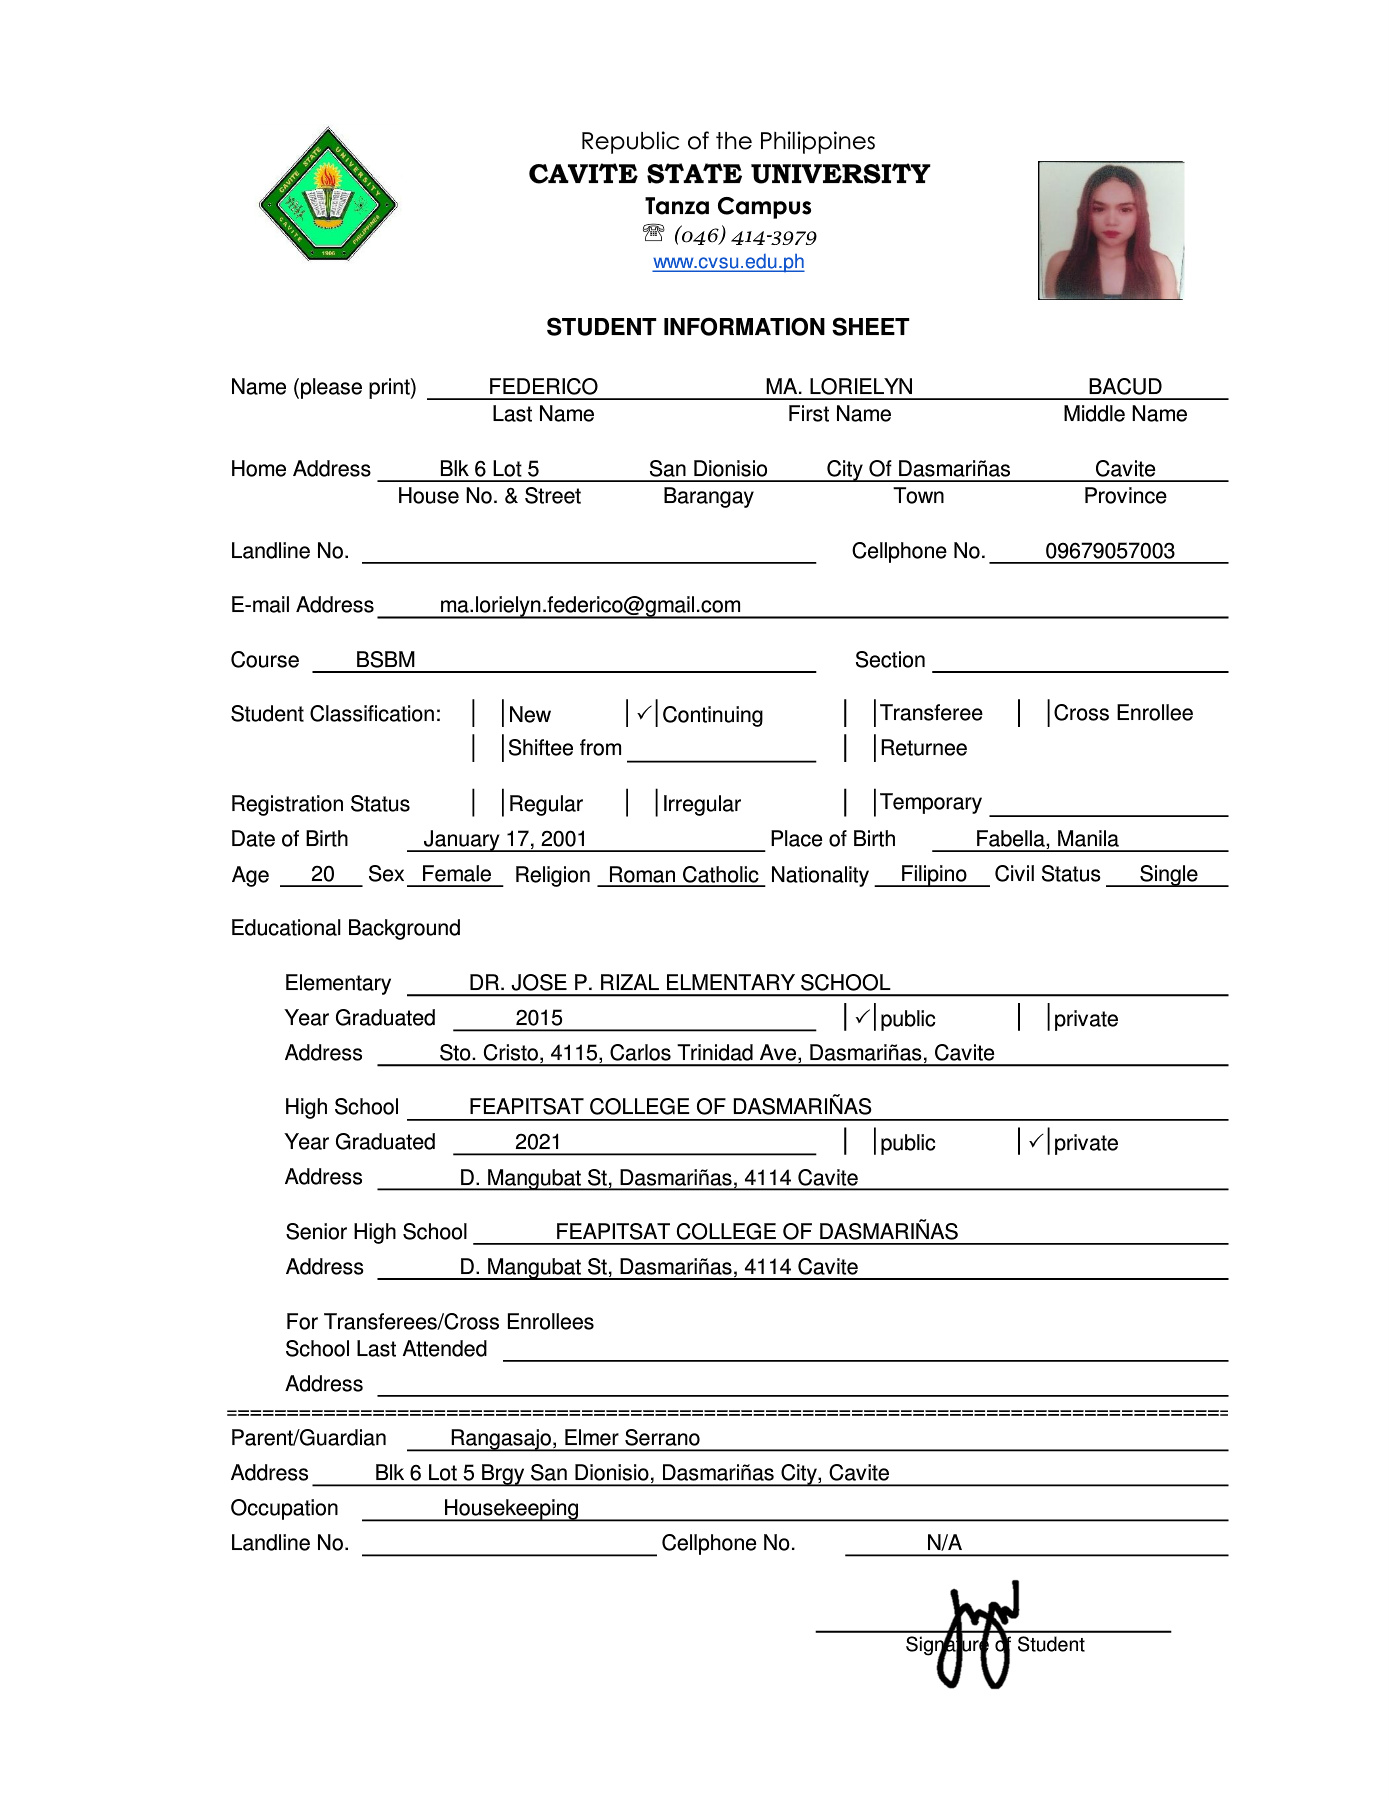 Republic of the Philippines
CAVITE STATE UNIVERSITY
Tanza Campus
☏ (046) 414-3979
www.cvsu.edu.ph
CAVITE STATE UNIVERSITY
CAVITE PHILIPPINES
1906
STUDENT INFORMATION SHEET
Name (please print) FEDERICO MA. LORIELYN BACUD
Last Name First Name Middle Name
Home Address Blk 6 Lot 5 San Dionisio City Of Dasmariñas Cavite
House No. & Street Barangay Town Province
Landline No. Cellphone No. 09679057003
E-mail Address ma.lorielyn.federico@gmail.com
Course BSBM Section
Student Classification: New ✓ Continuing Transferee Cross Enrollee
Shiftee from Returnee
Registration Status Regular Irregular Temporary
Date of Birth January 17, 2001 Place of Birth Fabella, Manila
Age 20 Sex Female Religion Roman Catholic Nationality Filipino Civil Status Single
Educational Background
Elementary DR. JOSE P. RIZAL ELMENTARY SCHOOL
Year Graduated 2015 ✓ public private
Address Sto. Cristo, 4115, Carlos Trinidad Ave, Dasmariñas, Cavite
High School FEAPITSAT COLLEGE OF DASMARIÑAS
Year Graduated 2021 public ✓ private
Address D. Mangubat St, Dasmariñas, 4114 Cavite
Senior High School FEAPITSAT COLLEGE OF DASMARIÑAS
Address D. Mangubat St, Dasmariñas, 4114 Cavite
For Transferees/Cross Enrollees
School Last Attended
Address
Parent/Guardian Rangasajo, Elmer Serrano
Address Blk 6 Lot 5 Brgy San Dionisio, Dasmariñas City, Cavite
Occupation Housekeeping
Landline No. Cellphone No. N/A
Signature of Student